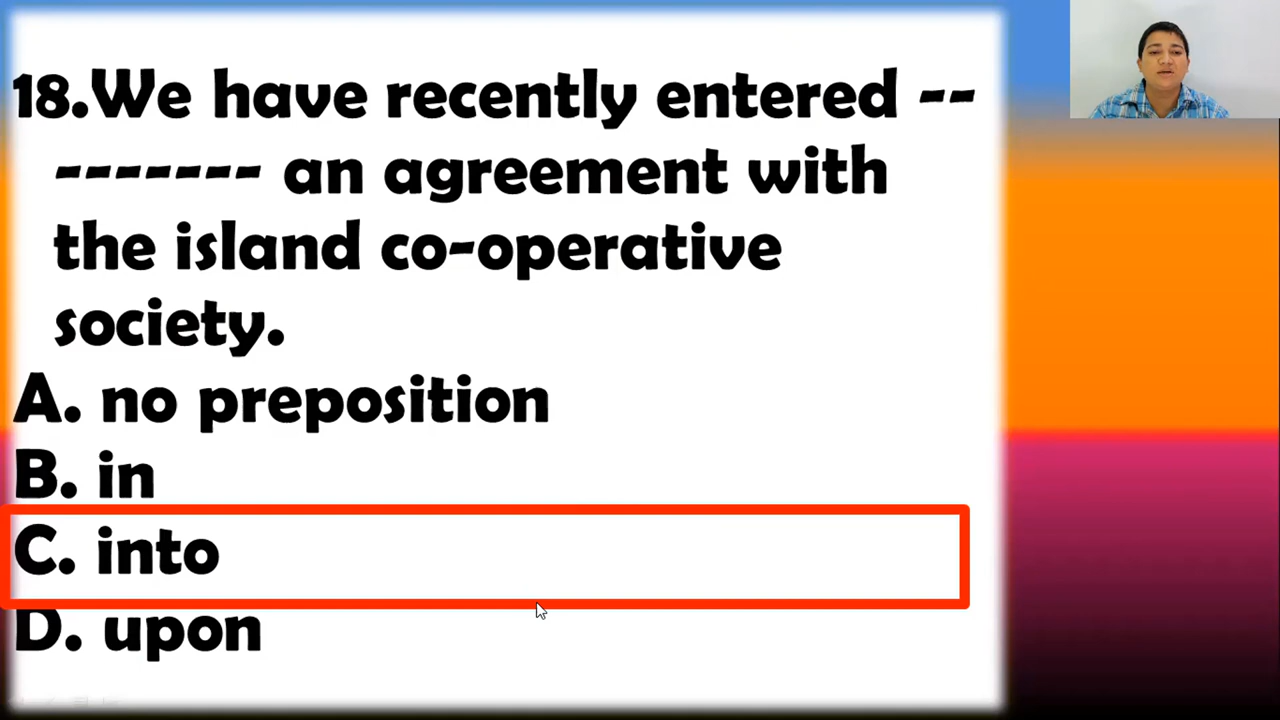 18.We have recently entered --
------- an agreement with
the island co-operative
society.
A. no preposition
B. in
C. into
D. upon